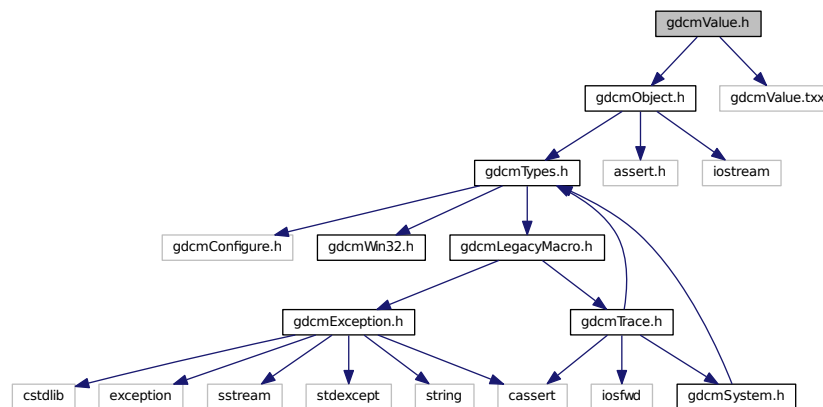 gdcmValue.h
gdcmObject.h
gdcmValue.txx
gdcmTypes.h
assert.h
iostream
gdcmConfigure.h
gdcmWin32.h
gdcmLegacyMacro.h
gdcmException.h
gdcmTrace.h
cstdlib
exception
sstream
stdexcept
string
cassert
iosfwd
gdcmSystem.h